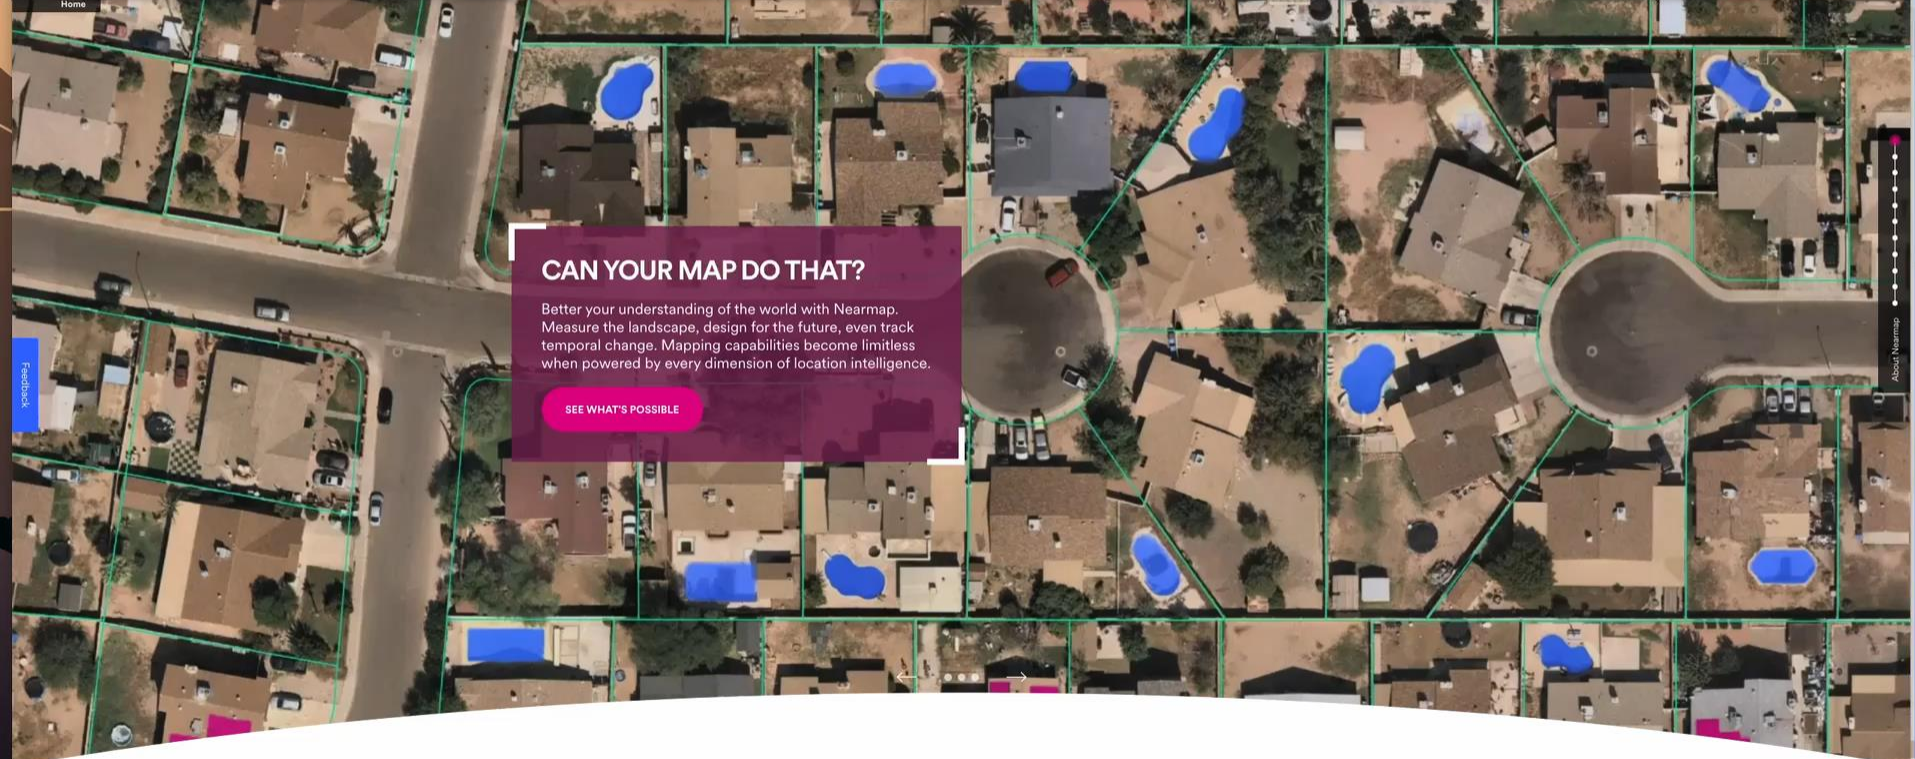 Home
CAN YOUR MAP DO THAT?
Better your understanding of the world with Nearmap.
Measure the landscape, design for the future, even track
temporal change. Mapping capabilities become limitless
when powered by every dimension of location intelligence.
SEE WHAT'S POSSIBLE
Feedback
About Nearmap